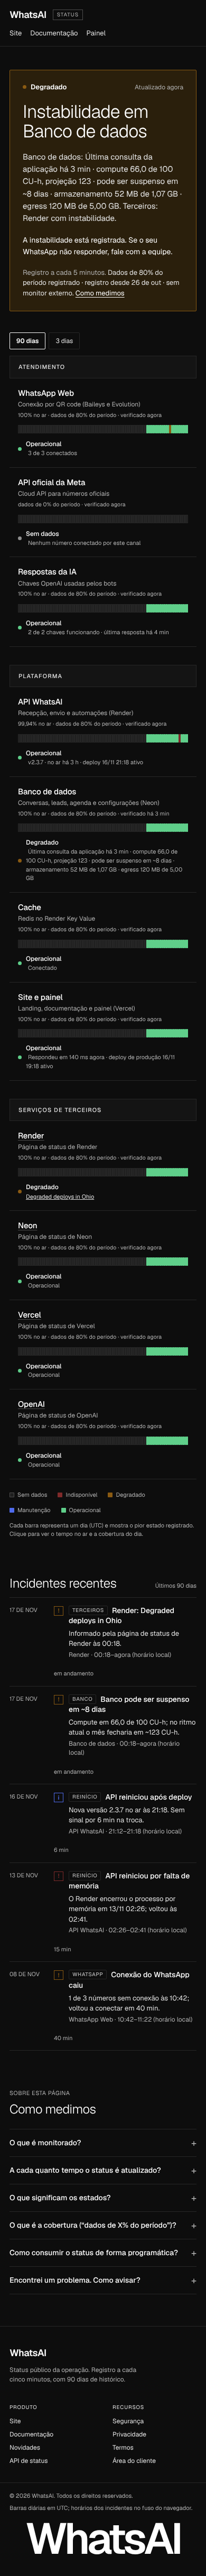 WhatsAI STATUS
Site Documentação Painel
Degradado Atualizado agora
Instabilidade em
Banco de dados
Banco de dados: Última consulta da
aplicação há 3 min · compute 66,0 de 100
CU-h, projeção 123 · pode ser suspenso em
~8 dias · armazenamento 52 MB de 1,07 GB ·
egress 120 MB de 5,00 GB. Terceiros:
Render com instabilidade.
A instabilidade está registrada. Se o seu
WhatsApp não responder, fale com a equipe.
Registro a cada 5 minutos. Dados de 80% do
período registrado · registro desde 26 de out · sem
monitor externo. Como medimos
90 dias 3 dias
ATENDIMENTO
WhatsApp Web
Conexão por QR code (Baileys e Evolution)
100% no ar · dados de 80% do período · verificado agora
Operacional
3 de 3 conectados
API oficial da Meta
Cloud API para números oficiais
dados de 0% do período · verificado agora
Sem dados
Nenhum número conectado por este canal
Respostas da IA
Chaves OpenAI usadas pelos bots
100% no ar · dados de 80% do período · verificado agora
Operacional
2 de 2 chaves funcionando · última resposta há 4 min
PLATAFORMA
API WhatsAI
Recepção, envio e automações (Render)
99,94% no ar · dados de 80% do período · verificado agora
Operacional
v2.3.7 · no ar há 3 h · deploy 16/11 21:18 ativo
Banco de dados
Conversas, leads, agenda e configurações (Neon)
100% no ar · dados de 80% do período · verificado há 3 min
Degradado
Última consulta da aplicação há 3 min · compute 66,0 de
100 CU-h, projeção 123 · pode ser suspenso em ~8 dias ·
armazenamento 52 MB de 1,07 GB · egress 120 MB de 5,00
GB
Cache
Redis no Render Key Value
100% no ar · dados de 80% do período · verificado agora
Operacional
Conectado
Site e painel
Landing, documentação e painel (Vercel)
100% no ar · dados de 80% do período · verificado agora
Operacional
Respondeu em 140 ms agora · deploy de produção 16/11
19:18 ativo
SERVIÇOS DE TERCEIROS
Render
Página de status de Render
100% no ar · dados de 80% do período · verificado agora
Degradado
Degraded deploys in Ohio
Neon
Página de status de Neon
100% no ar · dados de 80% do período · verificado agora
Operacional
Operacional
Vercel
Página de status de Vercel
100% no ar · dados de 80% do período · verificado agora
Operacional
Operacional
OpenAI
Página de status de OpenAI
100% no ar · dados de 80% do período · verificado agora
Operacional
Operacional
Sem dados Indisponível Degradado
Manutenção Operacional
Cada barra representa um dia (UTC) e mostra o pior estado registrado.
Clique para ver o tempo no ar e a cobertura do dia.
Incidentes recentes Últimos 90 dias
17 DE NOV ! TERCEIROS Render: Degraded
deploys in Ohio
Informado pela página de status de
Render às 00:18.
Render · 00:18–agora (horário local)
em andamento
17 DE NOV ! BANCO Banco pode ser suspenso
em ~8 dias
Compute em 66,0 de 100 CU-h; no ritmo
atual o mês fecharia em ~123 CU-h.
Banco de dados · 00:18–agora (horário
local)
em andamento
16 DE NOV i REINÍCIO API reiniciou após deploy
Nova versão 2.3.7 no ar às 21:18. Sem
sinal por 6 min na troca.
API WhatsAI · 21:12–21:18 (horário local)
6 min
13 DE NOV ! REINÍCIO API reiniciou por falta de
memória
O Render encerrou o processo por
memória em 13/11 02:26; voltou às
02:41.
API WhatsAI · 02:26–02:41 (horário local)
15 min
08 DE NOV ! WHATSAPP Conexão do WhatsApp
caiu
1 de 3 números sem conexão às 10:42;
voltou a conectar em 40 min.
WhatsApp Web · 10:42–11:22 (horário local)
40 min
SOBRE ESTA PÁGINA
Como medimos
O que é monitorado? +
A cada quanto tempo o status é atualizado? +
O que significam os estados? +
O que é a cobertura ("dados de X% do período")? +
Como consumir o status de forma programática? +
Encontrei um problema. Como avisar? +
WhatsAI
Status público da operação. Registro a cada
cinco minutos, com 90 dias de histórico.
PRODUTO RECURSOS
Site Segurança
Documentação Privacidade
Novidades Termos
API de status Área do cliente
© 2026 WhatsAI. Todos os direitos reservados.
Barras diárias em UTC; horários dos incidentes no fuso do navegador.
WhatsAI